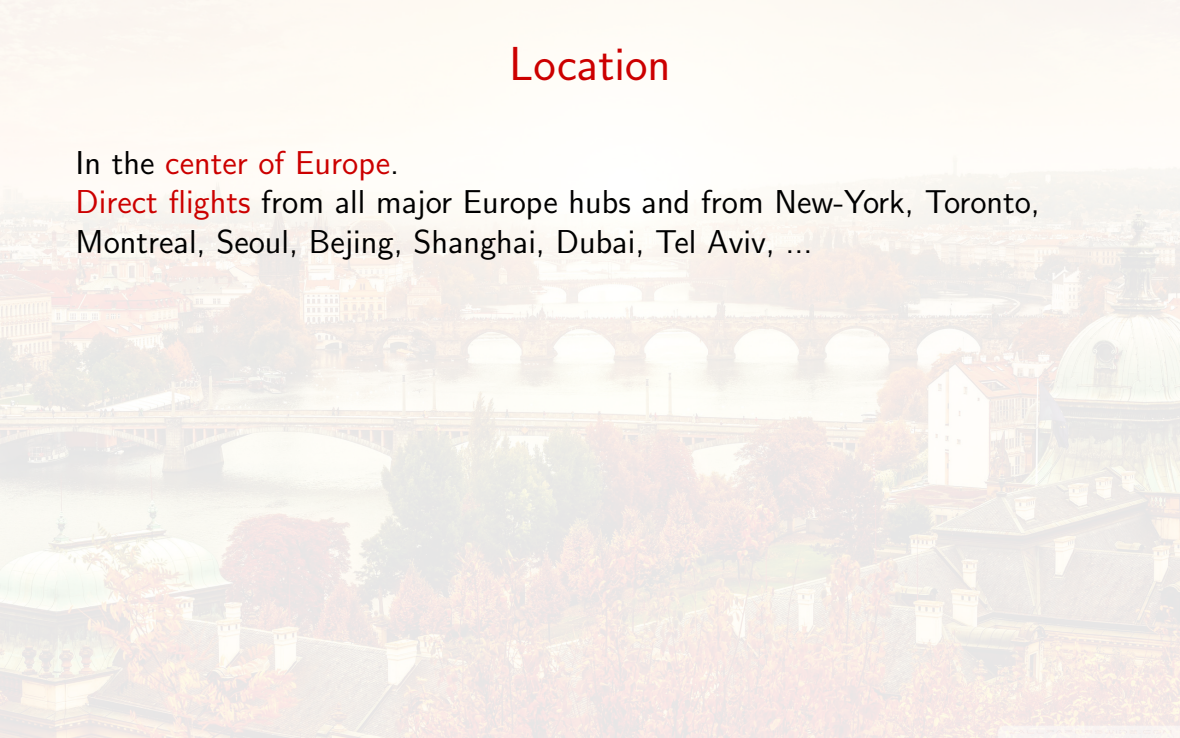 Location
In the center of Europe.
Direct flights from all major Europe hubs and from New-York, Toronto,
Montreal, Seoul, Bejing, Shanghai, Dubai, Tel Aviv, ...